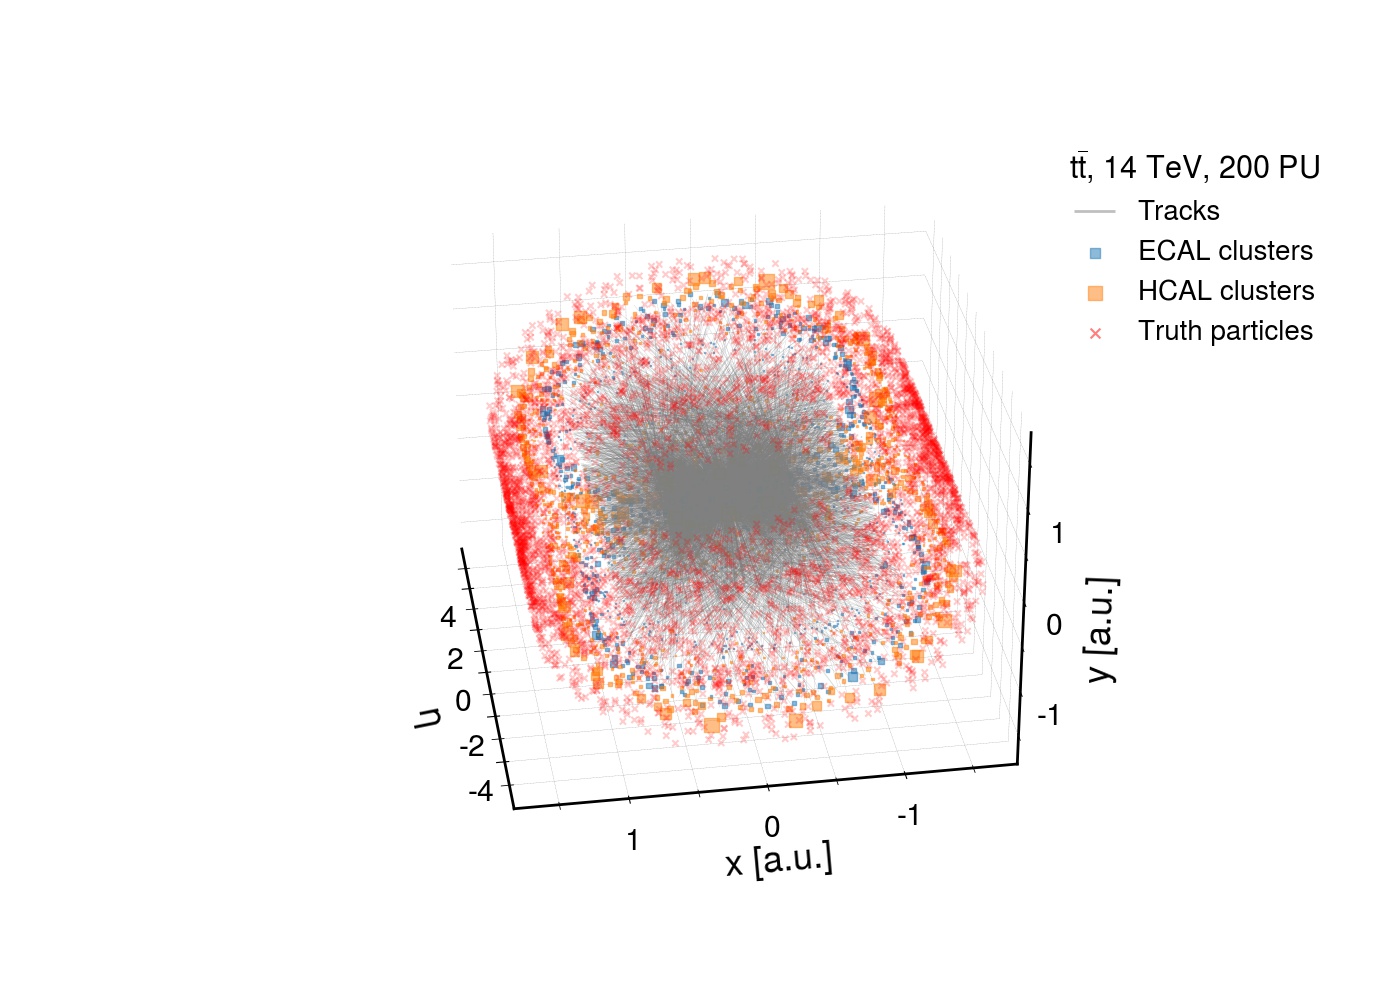 tt̄, 14 TeV, 200 PU
Tracks
ECAL clusters
HCAL clusters
Truth particles
4
2
0
-2
-4
η
1
0
-1
x [a.u.]
1
0
-1
y [a.u.]